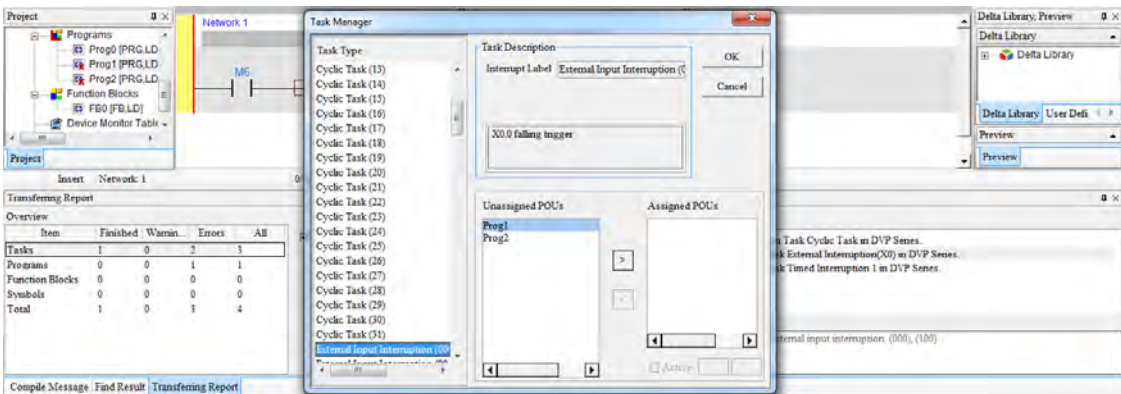 Project
Programs
Prog0 [PRG,LD
Prog1 [PRG,LD
Prog2 [PRG,LD
Function Blocks
FB0 [FB,LD]
Device Monitor Table
Project
Network 1
M6
Insert Network: 1
Transferring Report
Overview
Item Finished Warnin... Errors All
Tasks 1 0 2 3
Programs 0 0 1 1
Function Blocks 0 0 0 0
Symbols 0 0 0 0
Total 1 0 3 4
Compile Message Find Result Transferring Report
Task Manager
Task Type
Cyclic Task (13)
Cyclic Task (14)
Cyclic Task (15)
Cyclic Task (16)
Cyclic Task (17)
Cyclic Task (18)
Cyclic Task (19)
Cyclic Task (20)
Cyclic Task (21)
Cyclic Task (22)
Cyclic Task (23)
Cyclic Task (24)
Cyclic Task (25)
Cyclic Task (26)
Cyclic Task (27)
Cyclic Task (28)
Cyclic Task (29)
Cyclic Task (30)
Cyclic Task (31)
External Input Interruption (00
Task Description
Interrupt Label External Input Interruption (0
X0.0 falling trigger
OK
Cancel
Unassigned POUs
Prog1
Prog2
>
<
Assigned POUs
Active
Delta Library, Preview
Delta Library
Delta Library
Delta Library User Defi
Preview
Preview
Task Cyclic Task in DVP Series.
External Interruption(X0) in DVP Series.
Timed Interruption 1 in DVP Series.
external input interruption. (000), (100)